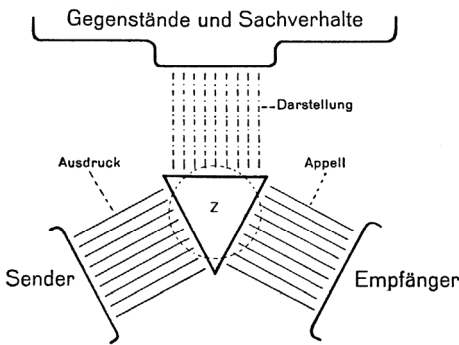 Gegenstände und Sachverhalte
Darstellung
Ausdruck
Appell
Z
Sender
Empfänger